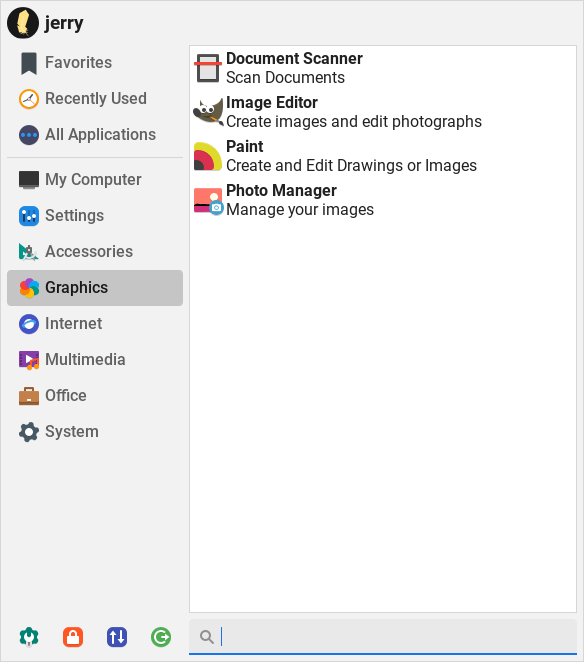 jerry
Favorites
Recently Used
All Applications
My Computer
Settings
Accessories
Graphics
Internet
Multimedia
Office
System
Document Scanner
Scan Documents
Image Editor
Create images and edit photographs
Paint
Create and Edit Drawings or Images
Photo Manager
Manage your images